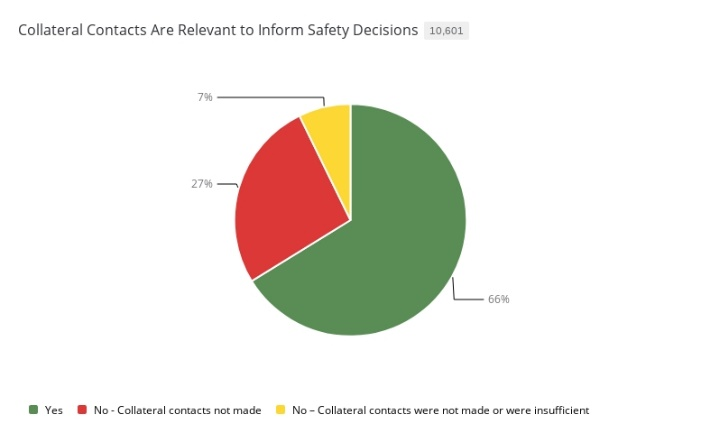 Collateral Contacts Are Relevant to Inform Safety Decisions 10,601
7%
27%
66%
Yes No - Collateral contacts not made No – Collateral contacts were not made or were insufficient